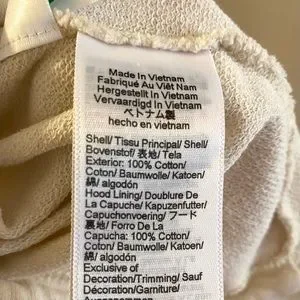 Made In Vietnam
Fabriqué Au Viêt Nam
Hergestellt In Vietnam
Vervaardigd In Vietnam
ベトナム製
hecho en vietnam
Shell/ Tissu Principal/ Shell/
Bovenstof/ 表地/ Tela
Exterior: 100% Cotton/
Coton/ Baumwolle/ Katoen/
綿/ algodón
Hood Lining/ Doublure De
La Capuche/ Kapuzenfutter/
Capuchonvoering/ フード
裏地/ Forro De La
Capucha: 100% Cotton/
Coton/ Baumwolle/ Katoen/
綿/ algodón
Exclusive of
Decoration/Trimming/ Sauf
Décoration/Garniture/